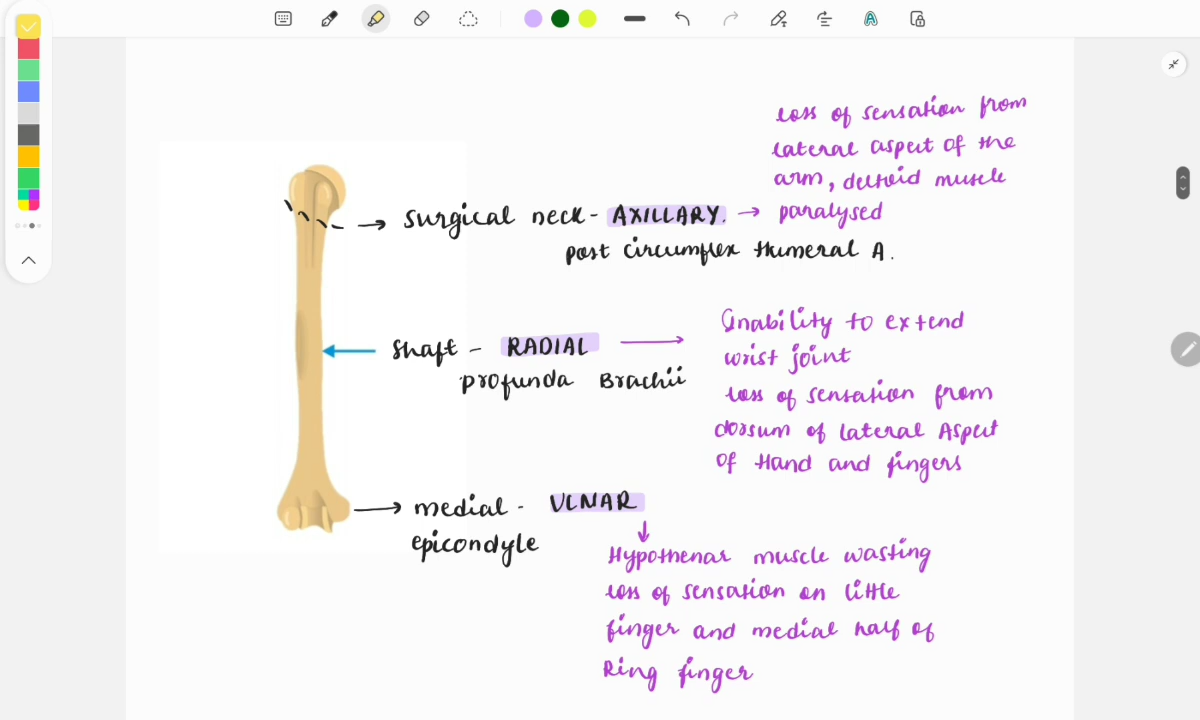 loss of sensation from
lateral aspect of the
arm, deltoid muscle
surgical neck - AXILLARY. → paralysed
post circumflex Humeral A.
Inability to extend
wrist joint
shaft - RADIAL
profunda Brachii
loss of sensation from
dorsum of lateral Aspect
of Hand and fingers
medial - ULNAR
epicondyle
Hypothenar muscle wasting
loss of sensation on little
finger and medial half of
Ring finger